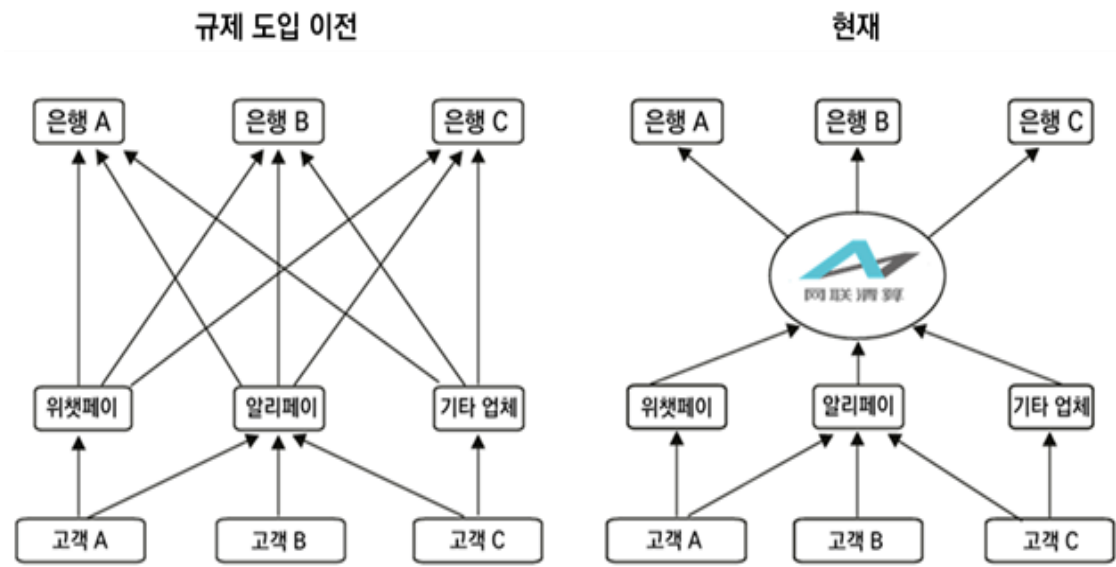 규제 도입 이전
현재
은행 A
은행 B
은행 C
은행 A
은행 B
은행 C
网联清算
위챗페이
알리페이
기타 업체
위챗페이
알리페이
기타 업체
고객 A
고객 B
고객 C
고객 A
고객 B
고객 C